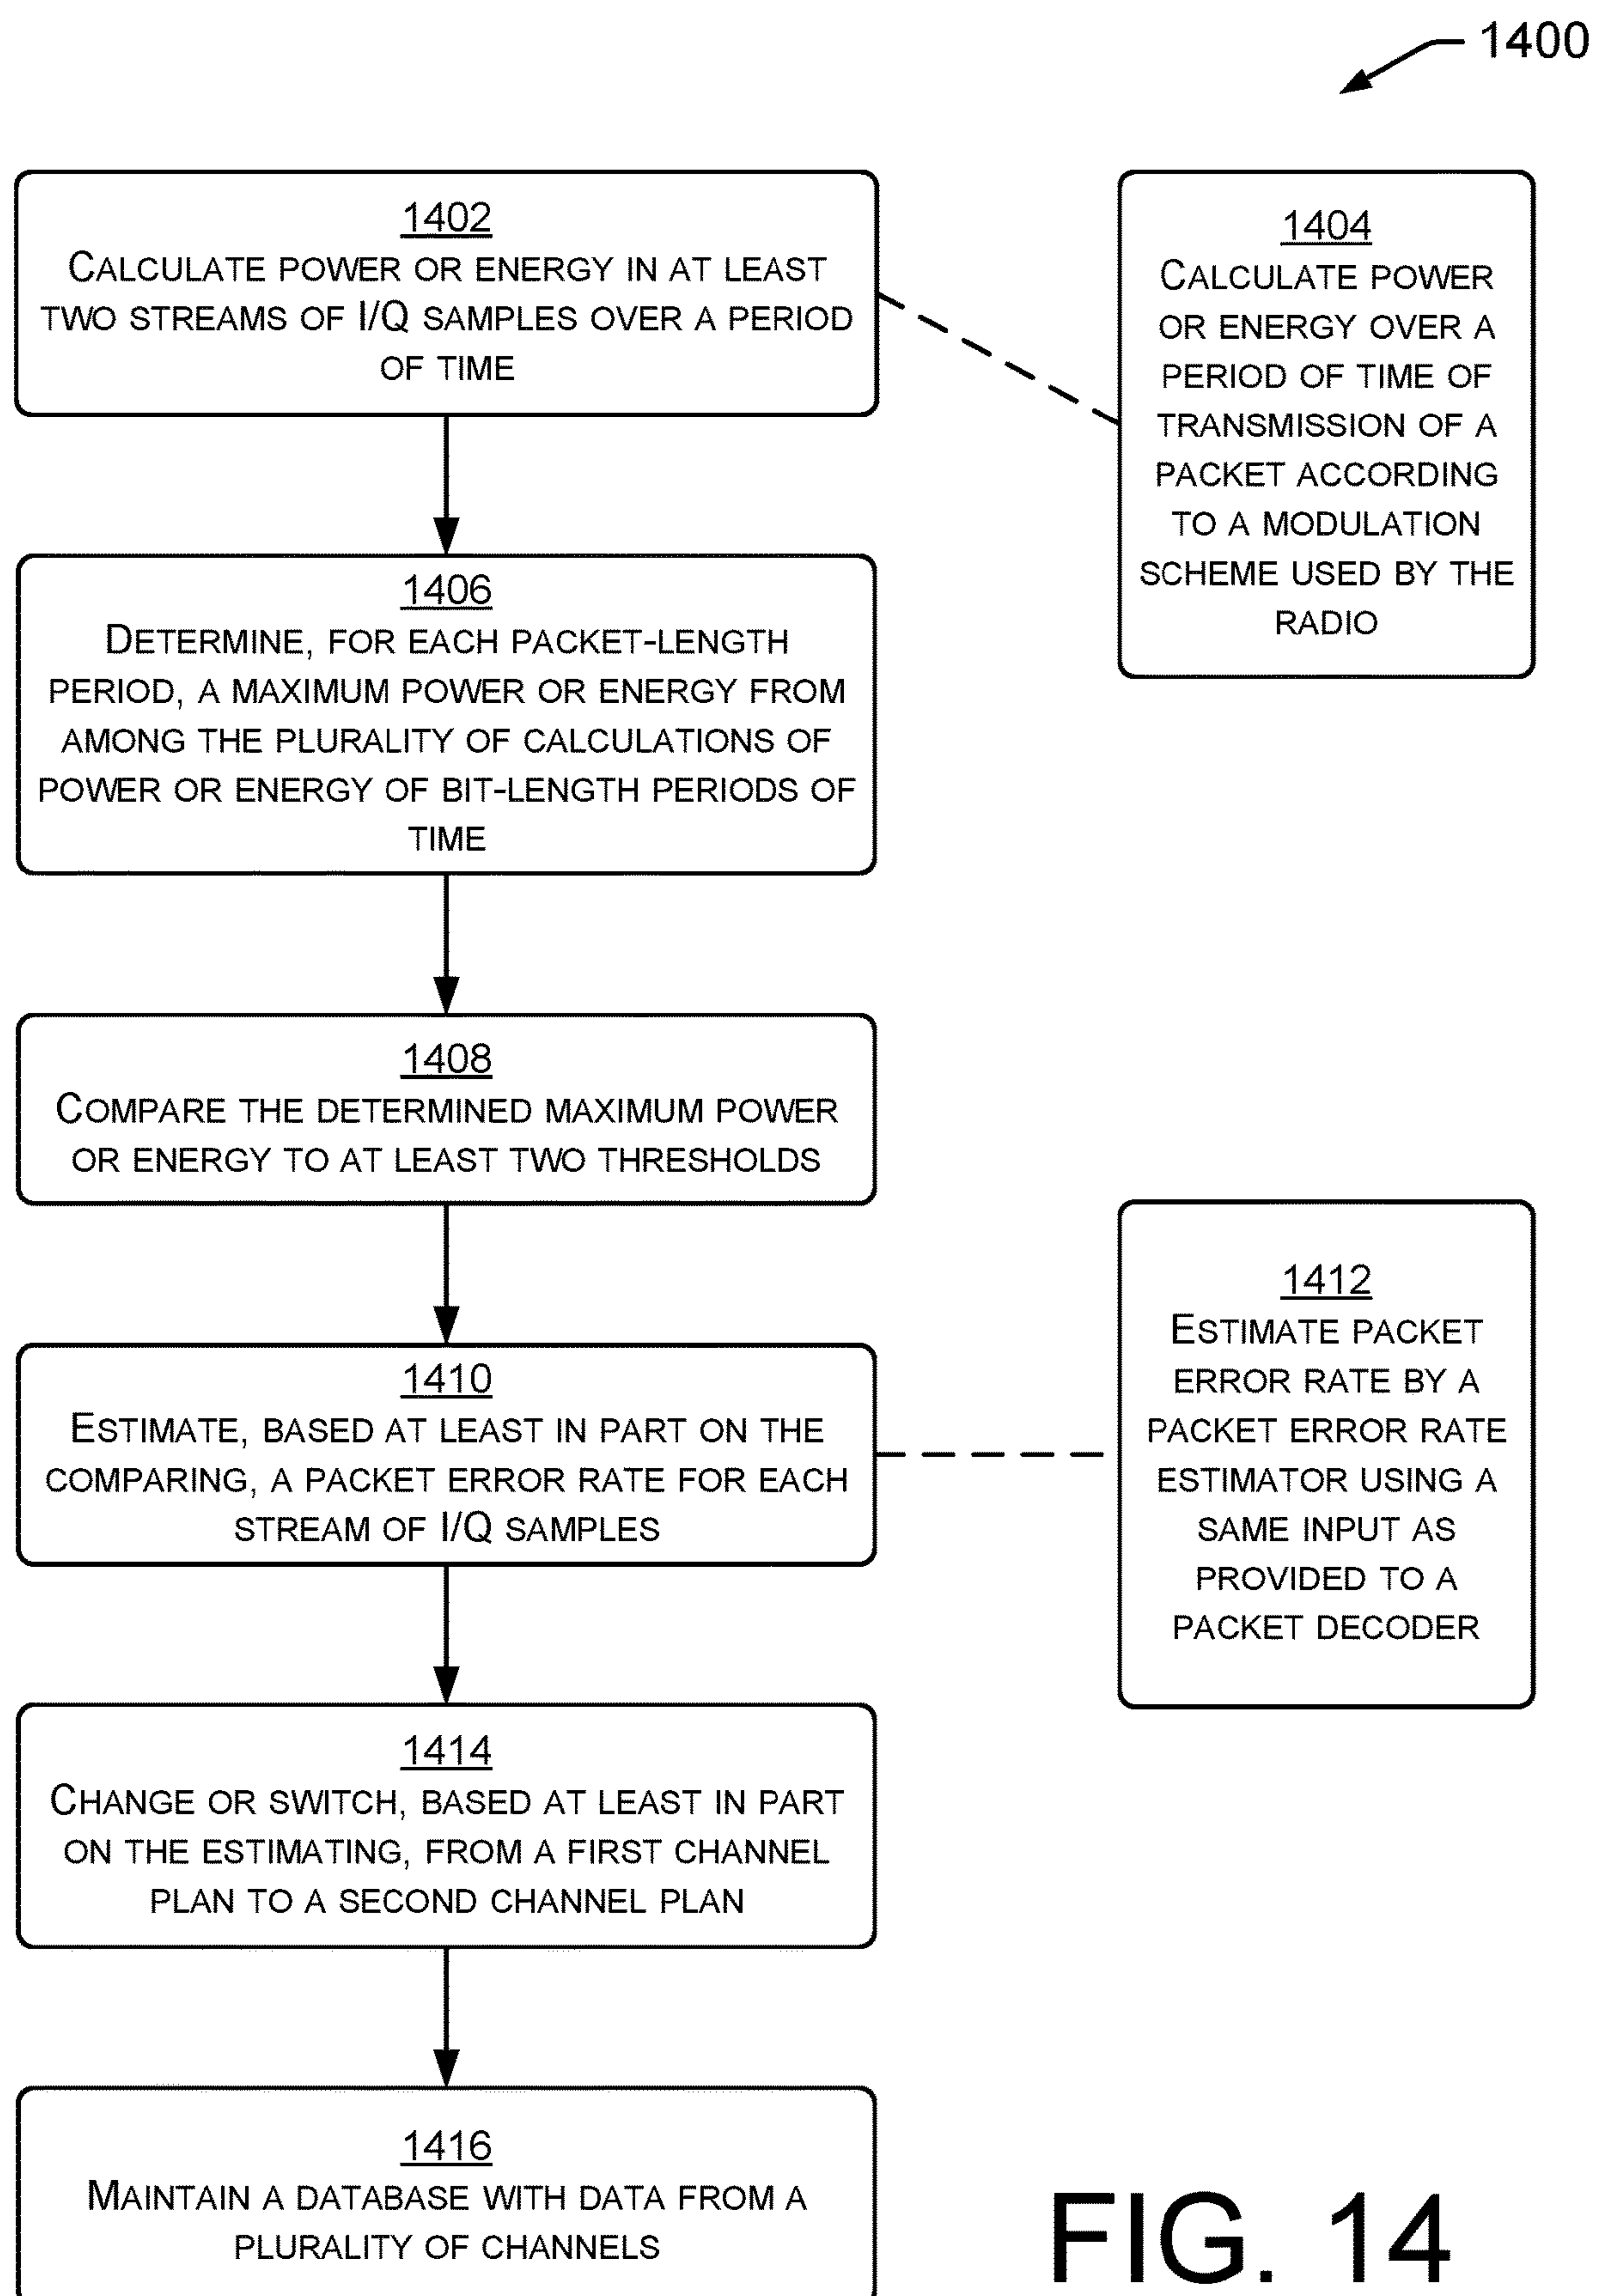 1400
1402
CALCULATE POWER OR ENERGY IN AT LEAST
TWO STREAMS OF I/Q SAMPLES OVER A PERIOD
OF TIME
1404
CALCULATE POWER
OR ENERGY OVER A
PERIOD OF TIME OF
TRANSMISSION OF A
PACKET ACCORDING
TO A MODULATION
SCHEME USED BY THE
RADIO
1406
DETERMINE, FOR EACH PACKET-LENGTH
PERIOD, A MAXIMUM POWER OR ENERGY FROM
AMONG THE PLURALITY OF CALCULATIONS OF
POWER OR ENERGY OF BIT-LENGTH PERIODS OF
TIME
1408
COMPARE THE DETERMINED MAXIMUM POWER
OR ENERGY TO AT LEAST TWO THRESHOLDS
1410
ESTIMATE, BASED AT LEAST IN PART ON THE
COMPARING, A PACKET ERROR RATE FOR EACH
STREAM OF I/Q SAMPLES
1412
ESTIMATE PACKET
ERROR RATE BY A
PACKET ERROR RATE
ESTIMATOR USING A
SAME INPUT AS
PROVIDED TO A
PACKET DECODER
1414
CHANGE OR SWITCH, BASED AT LEAST IN PART
ON THE ESTIMATING, FROM A FIRST CHANNEL
PLAN TO A SECOND CHANNEL PLAN
1416
MAINTAIN A DATABASE WITH DATA FROM A
PLURALITY OF CHANNELS
FIG. 14